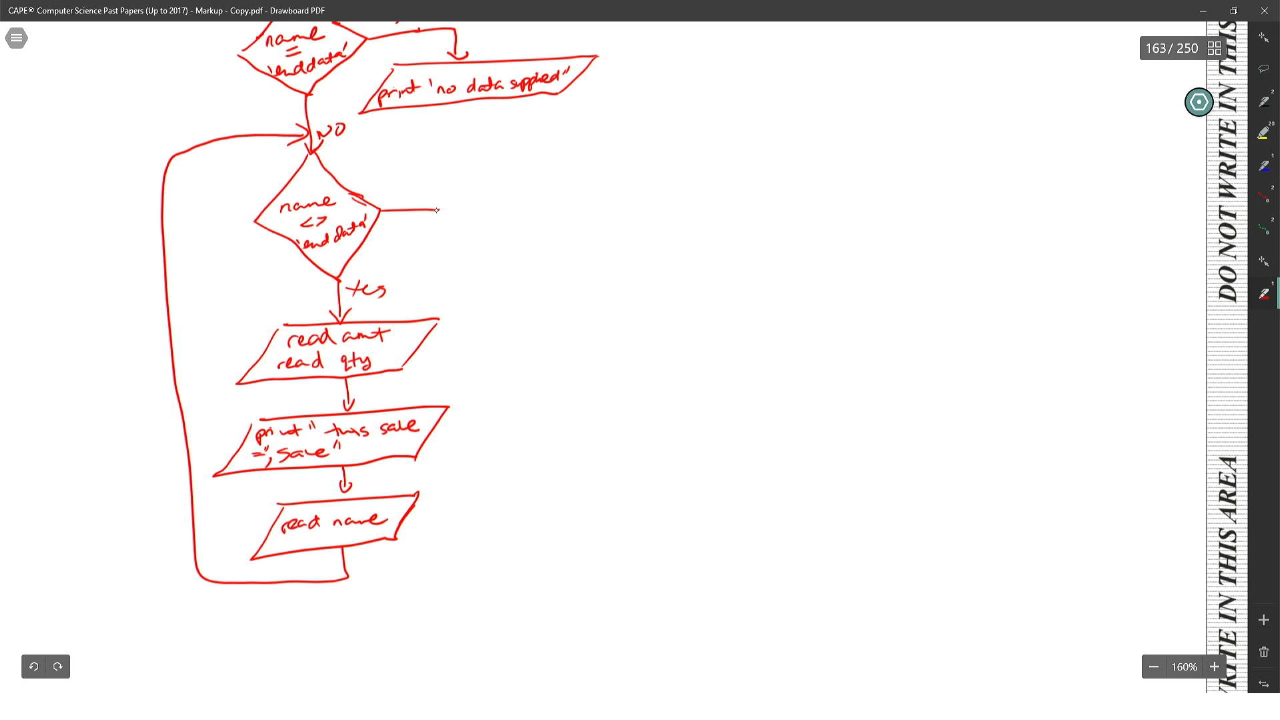 CAPE® Computer Science Past Papers (Up to 2017) - Markup - Copy.pdf - Drawboard PDF
163 / 250
name
=
'enddata'
print 'no data sppled"
NO
name
<>
'enddata'
Yes
read amt
read qty
print " this sale
=", Sale"
read name
DO NOT WRITE IN THIS
WRITE IN THIS AREA
160%